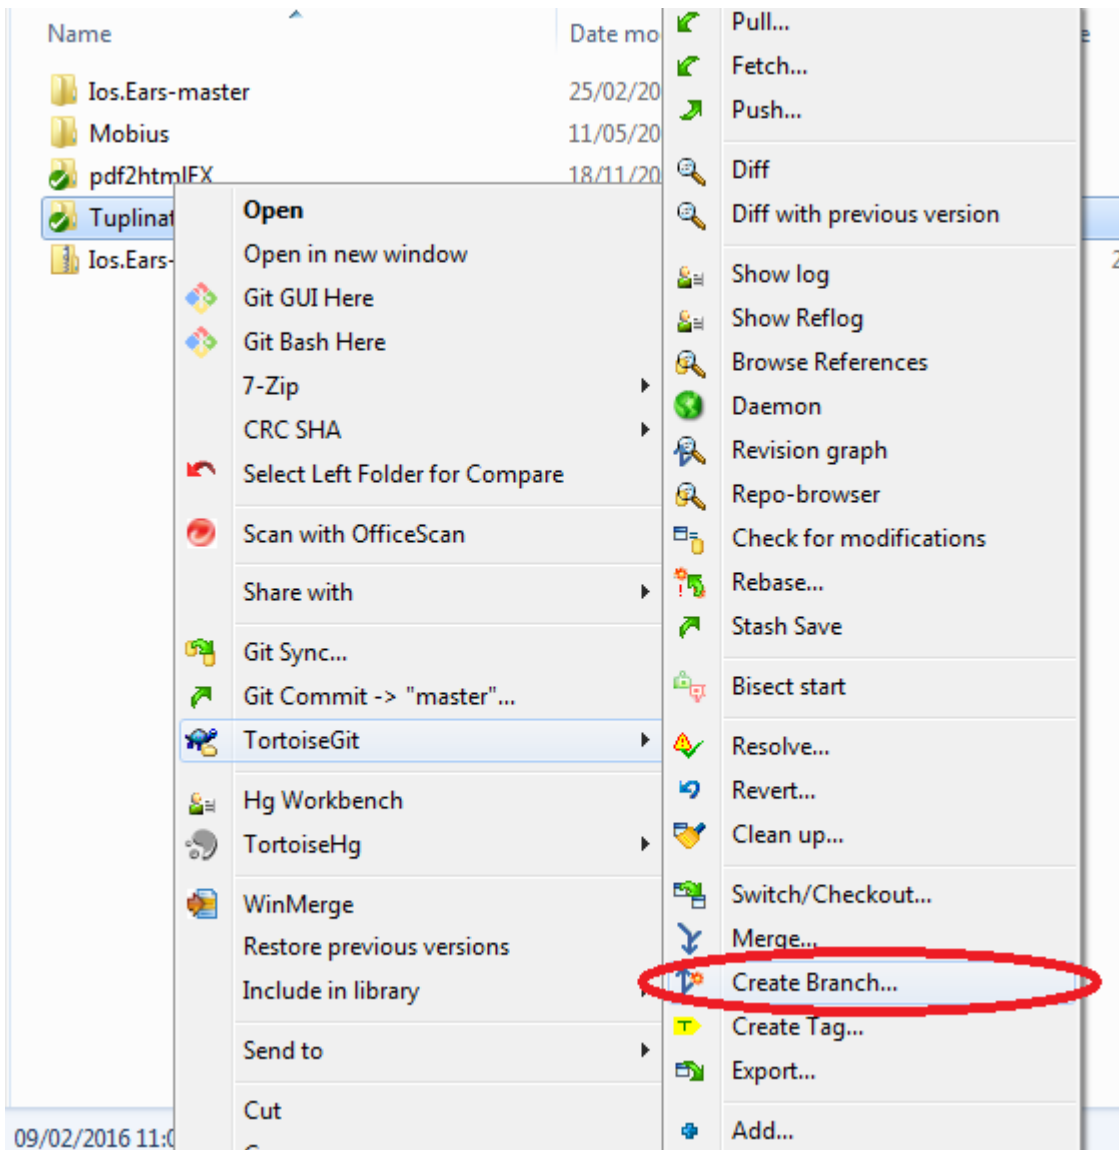 Name
Date mo
Ios.Ears-master
25/02/20
Mobius
11/05/20
pdf2htmlEX
18/11/20
Tuplinat
Ios.Ears-
Open
Open in new window
Git GUI Here
Git Bash Here
7-Zip
CRC SHA
Select Left Folder for Compare
Scan with OfficeScan
Share with
Git Sync...
Git Commit -> "master"...
TortoiseGit
Hg Workbench
TortoiseHg
WinMerge
Restore previous versions
Include in library
Send to
Cut
Pull...
Fetch...
Push...
Diff
Diff with previous version
Show log
Show Reflog
Browse References
Daemon
Revision graph
Repo-browser
Check for modifications
Rebase...
Stash Save
Bisect start
Resolve...
Revert...
Clean up...
Switch/Checkout...
Merge...
Create Branch...
Create Tag...
Export...
Add...
09/02/2016 11:0